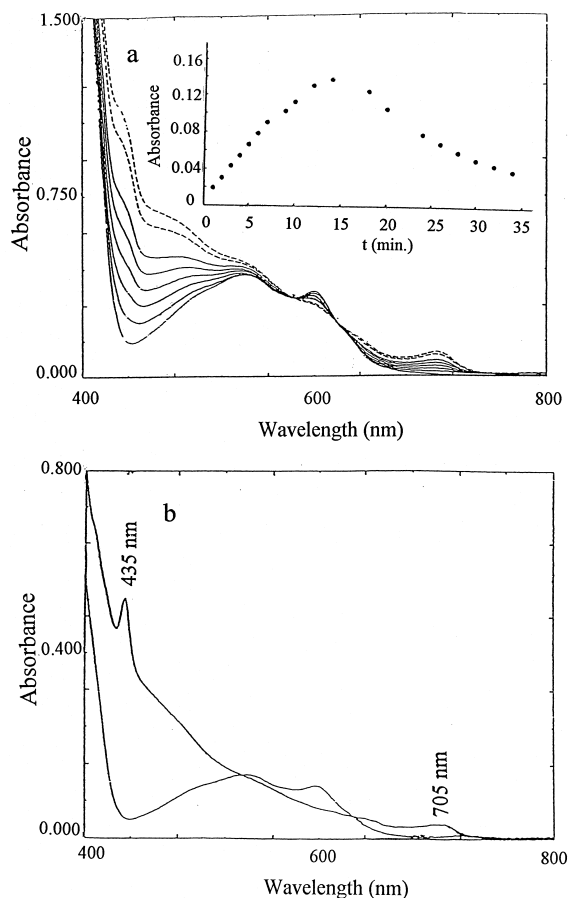 1.500
a
0.16
0.12
0.08
0.04
0
Absorbance
0 5 10 15 20 25 30 35
t (min.)
0.750
Absorbance
0.000
400 600 800
Wavelength (nm)
0.800
b
435 nm
0.400
Absorbance
705 nm
0.000
400 600 800
Wavelength (nm)